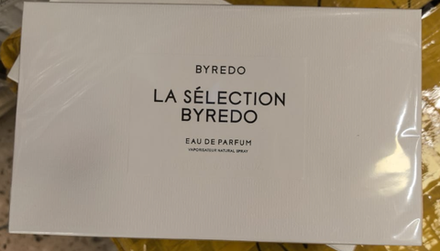 BYREDO
LA SÉLECTION
BYREDO
EAU DE PARFUM
VAPORISATEUR NATURAL SPRAY